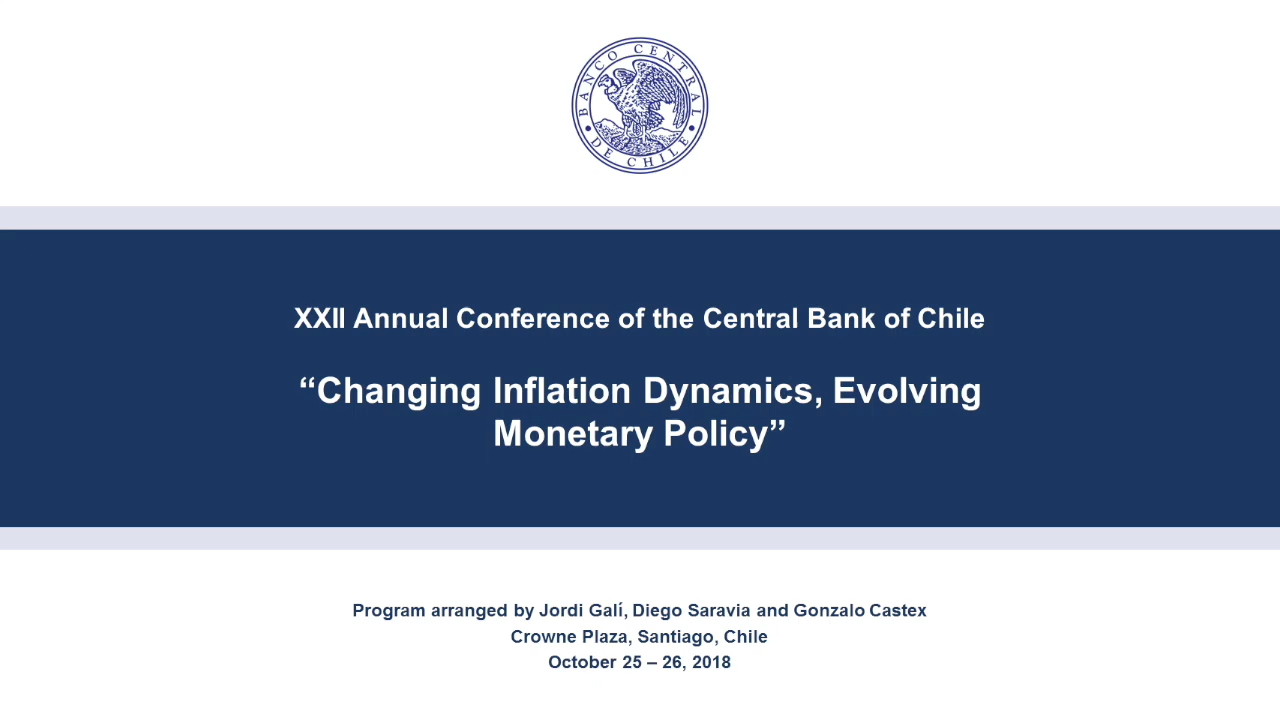 BANCO CENTRAL
DE CHILE
XXII Annual Conference of the Central Bank of Chile
“Changing Inflation Dynamics, Evolving
Monetary Policy”
Program arranged by Jordi Galí, Diego Saravia and Gonzalo Castex
Crowne Plaza, Santiago, Chile
October 25 – 26, 2018